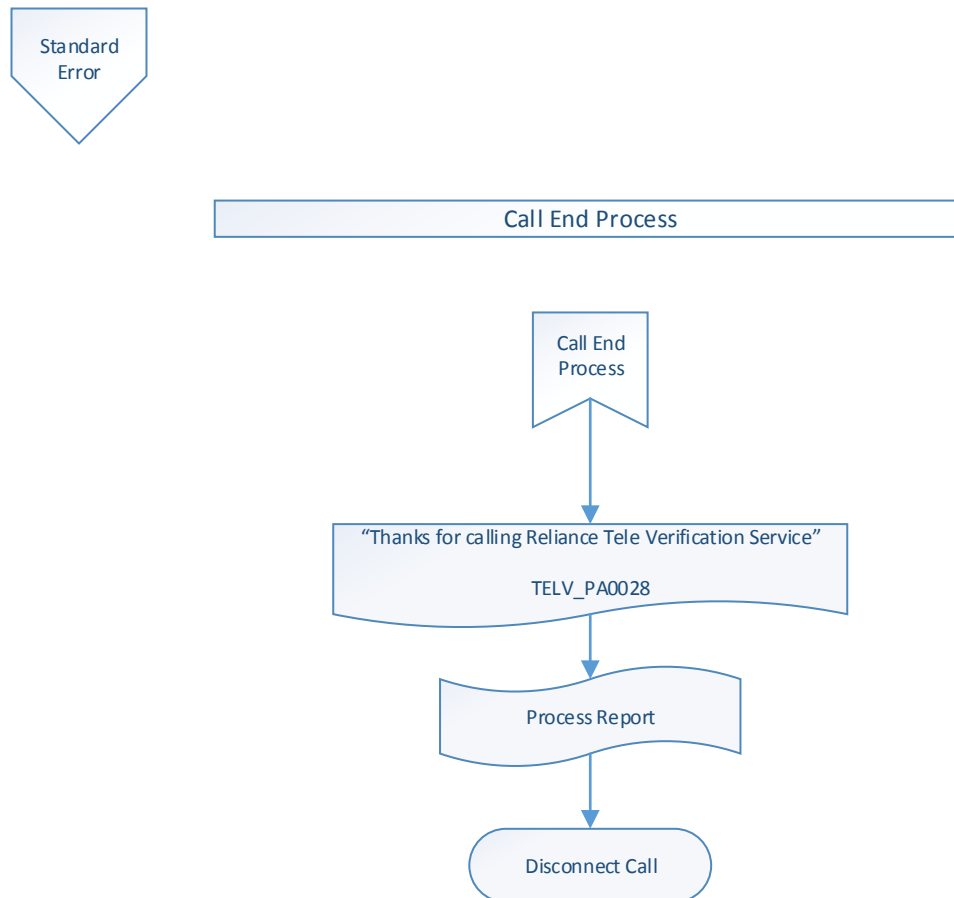 Standard
Error
Call End Process
Call End
Process
“Thanks for calling Reliance Tele Verification Service”
TELV_PA0028
Process Report
Disconnect Call